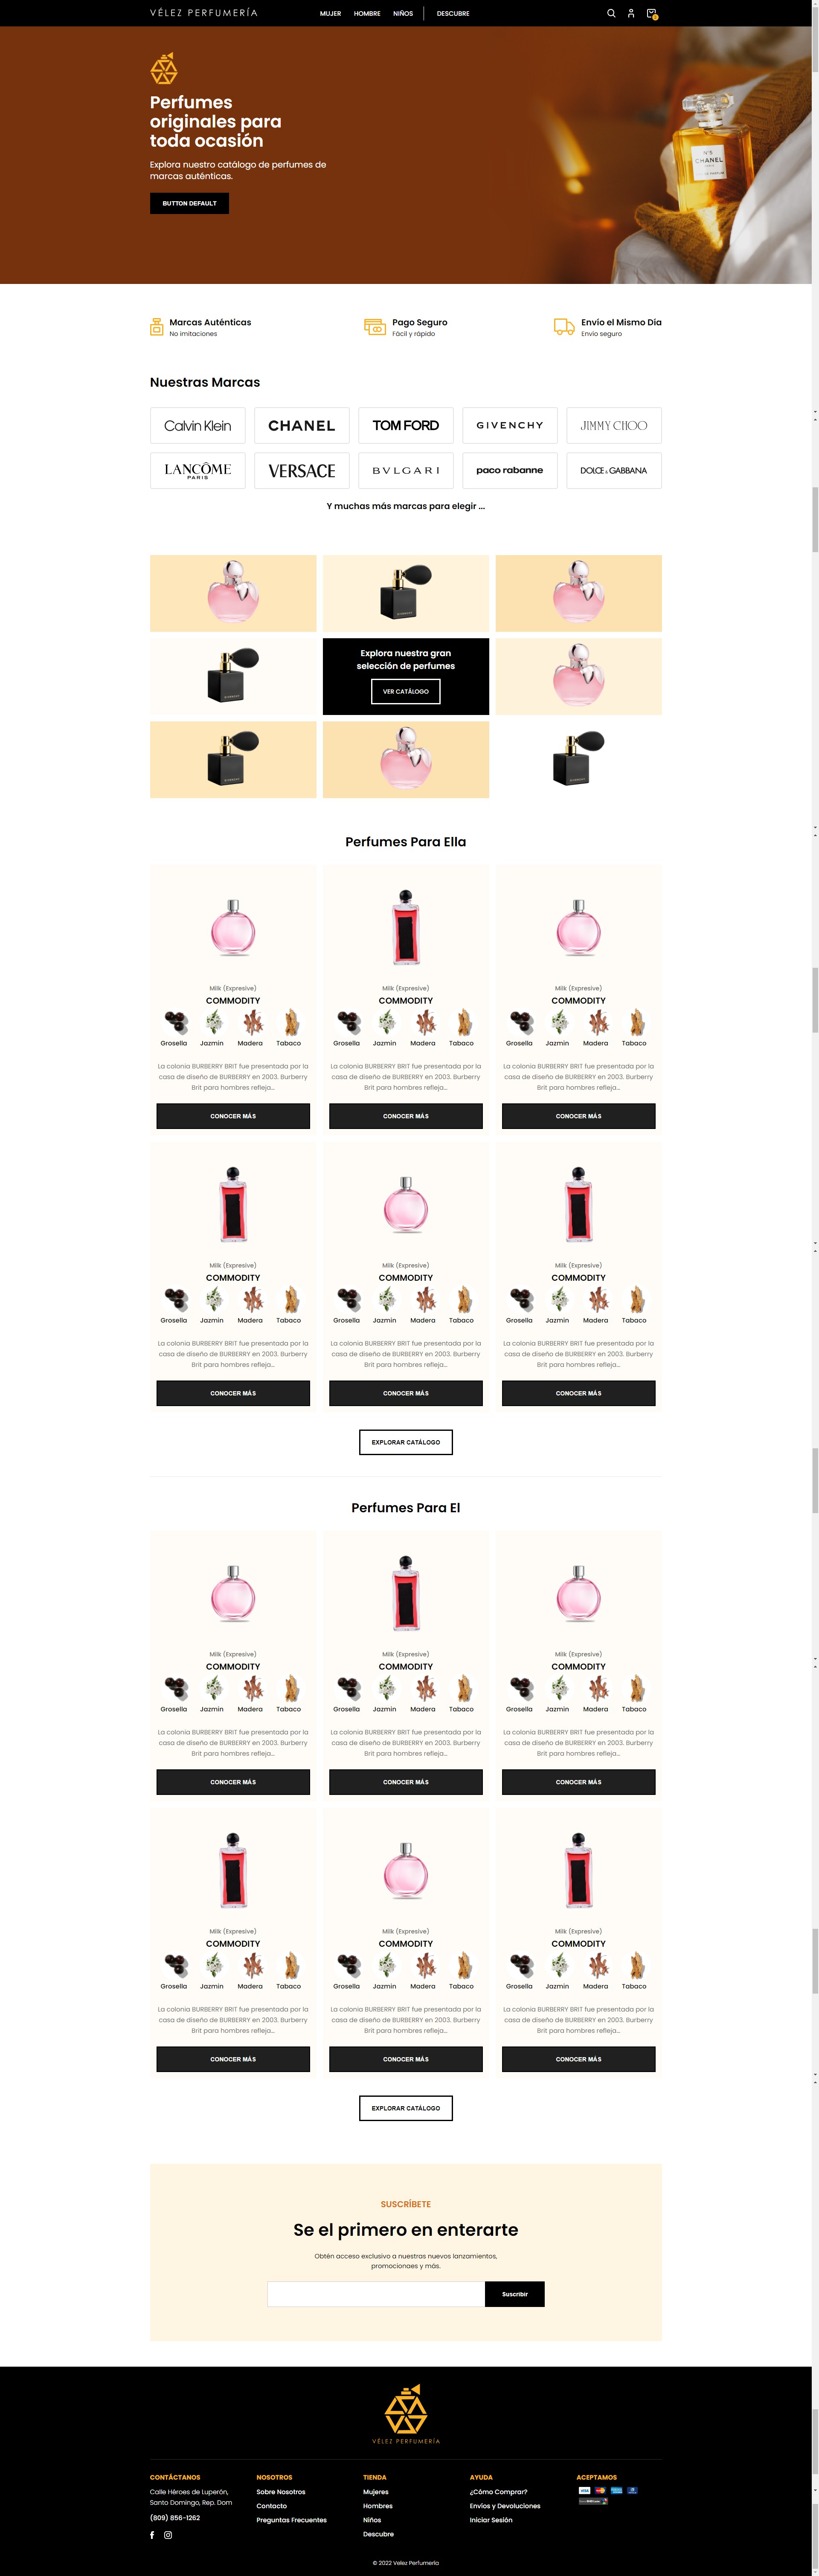 VÉLEZ PERFUMERÍA
MUJER HOMBRE NIÑOS DESCUBRE
Perfumes
originales para
toda ocasión
Explora nuestro catálogo de perfumes de
marcas auténticas.
BUTTON DEFAULT
N°5
CHANEL
Marcas Auténticas
No imitaciones
Pago Seguro
Fácil y rápido
Envío el Mismo Día
Envio seguro
Nuestras Marcas
Calvin Klein
CHANEL
TOM FORD
GIVENCHY
JIMMY CHOO
LANCÔME
PARIS
VERSACE
BVLGARI
paco rabanne
DOLCE & GABBANA
Y muchas más marcas para elegir ...
Explora nuestra gran
selección de perfumes
VER CATÁLOGO
Perfumes Para Ella
Milk (Expresive) Milk (Expresive) Milk (Expresive)
COMMODITY COMMODITY COMMODITY
Grosella Jazmin Madera Tabaco Grosella Jazmin Madera Tabaco Grosella Jazmin Madera Tabaco
La colonia BURBERRY BRIT fue presentada por la La colonia BURBERRY BRIT fue presentada por la La colonia BURBERRY BRIT fue presentada por la
casa de diseño de BURBERRY en 2003. Burberry casa de diseño de BURBERRY en 2003. Burberry casa de diseño de BURBERRY en 2003. Burberry
Brit para hombres refleja... Brit para hombres refleja... Brit para hombres refleja...
CONOCER MÁS CONOCER MÁS CONOCER MÁS
Milk (Expresive) Milk (Expresive) Milk (Expresive)
COMMODITY COMMODITY COMMODITY
Grosella Jazmin Madera Tabaco Grosella Jazmin Madera Tabaco Grosella Jazmin Madera Tabaco
La colonia BURBERRY BRIT fue presentada por la La colonia BURBERRY BRIT fue presentada por la La colonia BURBERRY BRIT fue presentada por la
casa de diseño de BURBERRY en 2003. Burberry casa de diseño de BURBERRY en 2003. Burberry casa de diseño de BURBERRY en 2003. Burberry
Brit para hombres refleja... Brit para hombres refleja... Brit para hombres refleja...
CONOCER MÁS CONOCER MÁS CONOCER MÁS
EXPLORAR CATÁLOGO
Perfumes Para El
Milk (Expresive) Milk (Expresive) Milk (Expresive)
COMMODITY COMMODITY COMMODITY
Grosella Jazmin Madera Tabaco Grosella Jazmin Madera Tabaco Grosella Jazmin Madera Tabaco
La colonia BURBERRY BRIT fue presentada por la La colonia BURBERRY BRIT fue presentada por la La colonia BURBERRY BRIT fue presentada por la
casa de diseño de BURBERRY en 2003. Burberry casa de diseño de BURBERRY en 2003. Burberry casa de diseño de BURBERRY en 2003. Burberry
Brit para hombres refleja... Brit para hombres refleja... Brit para hombres refleja...
CONOCER MÁS CONOCER MÁS CONOCER MÁS
Milk (Expresive) Milk (Expresive) Milk (Expresive)
COMMODITY COMMODITY COMMODITY
Grosella Jazmin Madera Tabaco Grosella Jazmin Madera Tabaco Grosella Jazmin Madera Tabaco
La colonia BURBERRY BRIT fue presentada por la La colonia BURBERRY BRIT fue presentada por la La colonia BURBERRY BRIT fue presentada por la
casa de diseño de BURBERRY en 2003. Burberry casa de diseño de BURBERRY en 2003. Burberry casa de diseño de BURBERRY en 2003. Burberry
Brit para hombres refleja... Brit para hombres refleja... Brit para hombres refleja...
CONOCER MÁS CONOCER MÁS CONOCER MÁS
EXPLORAR CATÁLOGO
SUSCRÍBETE
Se el primero en enterarte
Obtén acceso exclusivo a nuestras nuevos lanzamientos,
promocionaes y más.
Suscribir
VÉLEZ PERFUMERÍA
CONTÁCTANOS
Calle Héroes de Luperón,
Santo Domingo, Rep. Dom
(809) 856-1262
NOSOTROS
Sobre Nosotros
Contacto
Preguntas Frecuentes
TIENDA
Mujeres
Hombres
Niños
Descubre
AYUDA
¿Cómo Comprar?
Envíos y Devoluciones
Iniciar Sesión
ACEPTAMOS
VISA
© 2022 Velez Perfumería